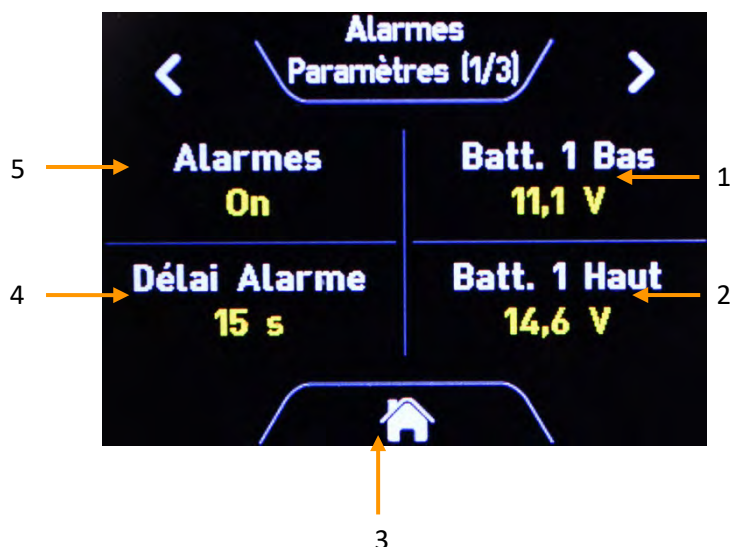 Alarmes
Paramètres (1/3)
5
Alarmes
On
Batt. 1 Bas
11,1 V
1
4
Délai Alarme
15 s
Batt. 1 Haut
14,6 V
2
3